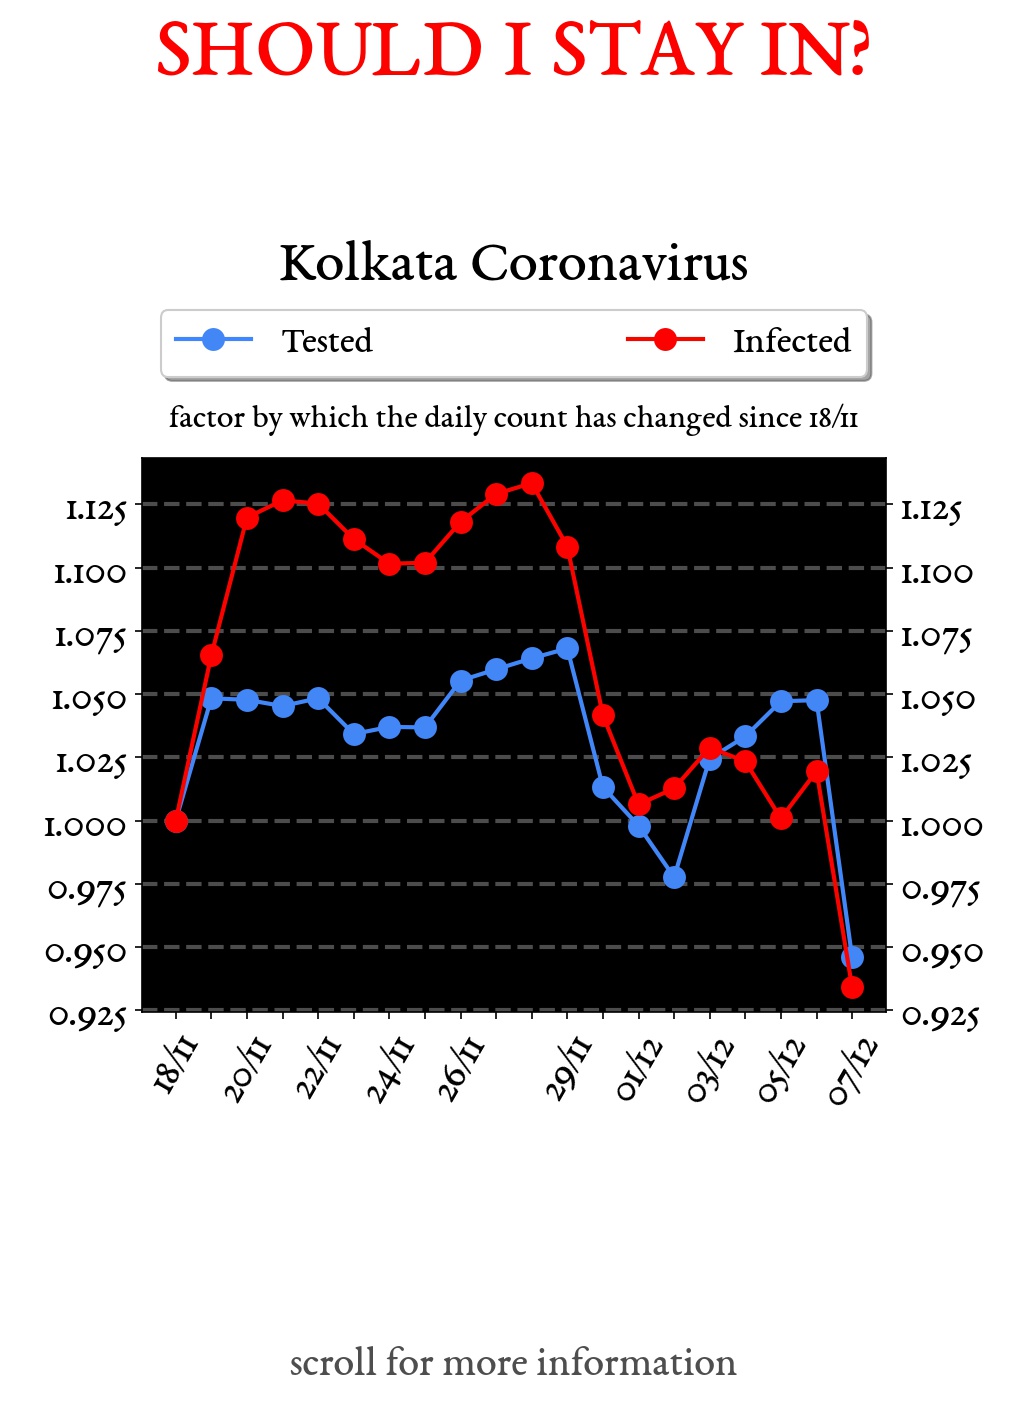 SHOULD I STAY IN?
Kolkata Coronavirus
Tested Infected
factor by which the daily count has changed since 18/11
1.125 1.125
1.100 1.100
1.075 1.075
1.050 1.050
1.025 1.025
1.000 1.000
0.975 0.975
0.950 0.950
0.925 0.925
18/11 20/11 22/11 24/11 26/11 29/11 01/12 03/12 05/12 07/12
scroll for more information